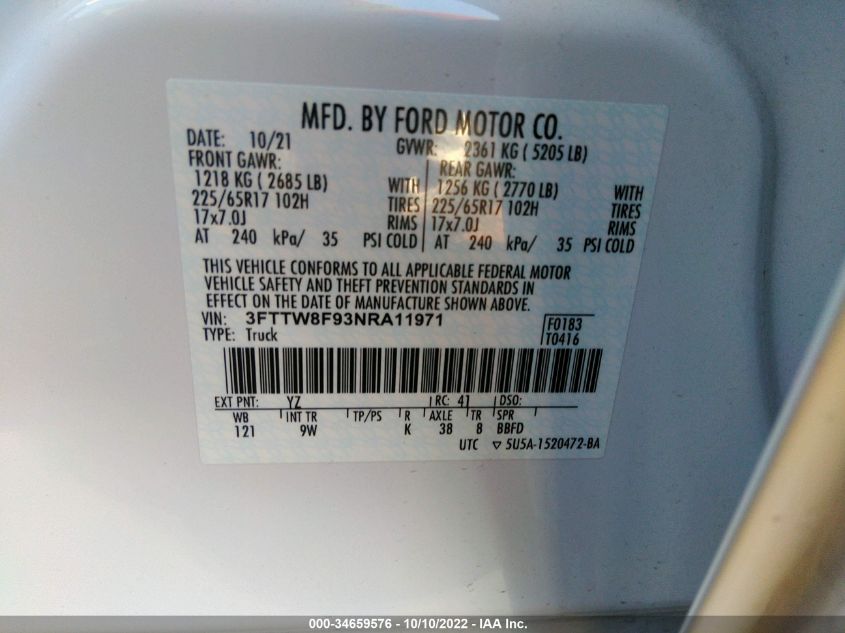 MFD. BY FORD MOTOR CO.
DATE: 10/21 GVWR: 2361 KG ( 5205 LB)
FRONT GAWR: REAR GAWR:
1218 KG ( 2685 LB) WITH 1256 KG ( 2770 LB) WITH
225/65R17 102H TIRES 225/65R17 102H TIRES
17x7.0J RIMS 17x7.0J RIMS
AT 240 kPa/ 35 PSI COLD AT 240 kPa/ 35 PSI COLD
THIS VEHICLE CONFORMS TO ALL APPLICABLE FEDERAL MOTOR
VEHICLE SAFETY AND THEFT PREVENTION STANDARDS IN
EFFECT ON THE DATE OF MANUFACTURE SHOWN ABOVE.
VIN: 3FTTW8F93NRA11971 F0183
TYPE: Truck T0416
EXT PNT: YZ RC: 41 DSO:
WB INT TR TP/PS R AXLE TR SPR
121 9W K 38 8 BBFD
UTC ▽ 5U5A-1520472-BA
000-34659576 - 10/10/2022 - IAA Inc.